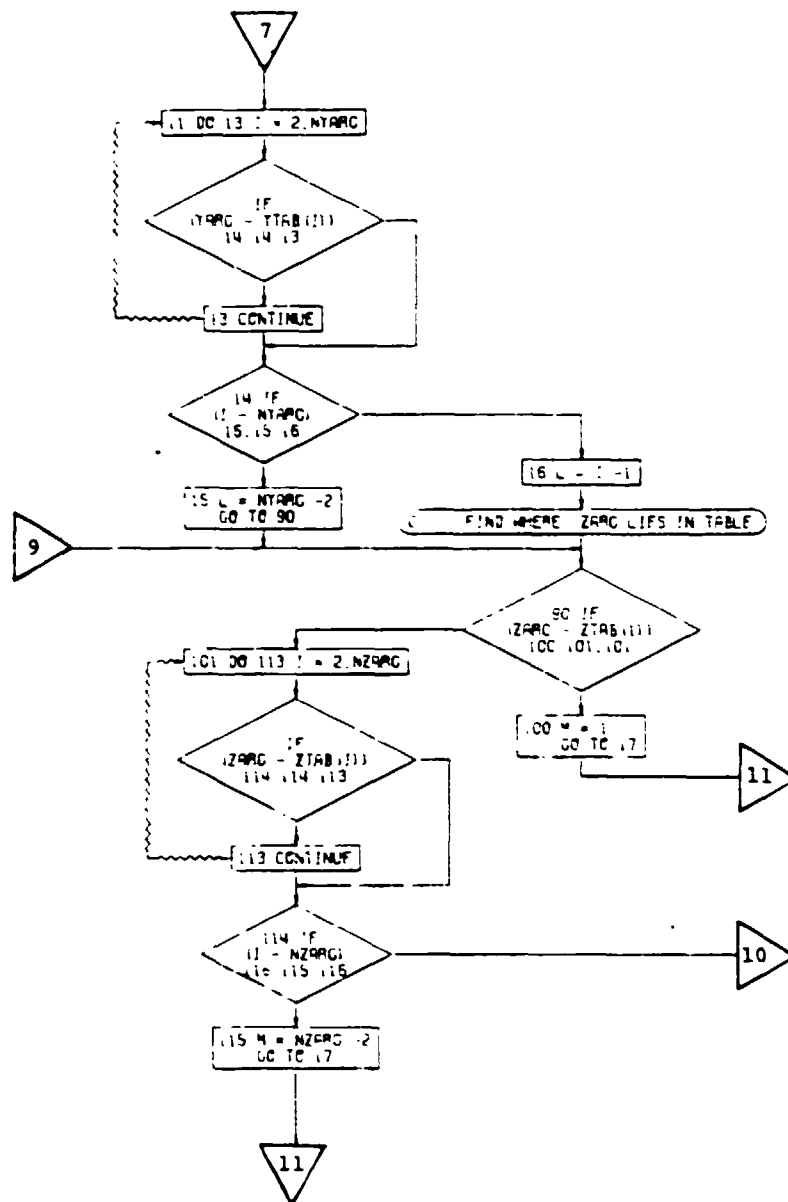 7
11 DO 13 I = 2,NYARG
IF
(YARG - YTAB(I))
14,14,13
13 CONTINUE
14 IF
(I - NYARG)
15,15,16
16 L = I -1
15 L = NYARG -2
GO TO 90
FIND WHERE ZARG LIES IN TABLE
9
90 IF
(ZARG - ZTAB(1))
100,101,101
101 DO 113 I = 2,NZARG
100 M = 1
GO TO 17
IF
(ZARG - ZTAB(I))
114,114,113
11
113 CONTINUE
114 IF
(I - NZARG)
116,115,116
10
115 M = NZARG -2
GO TO 17
11